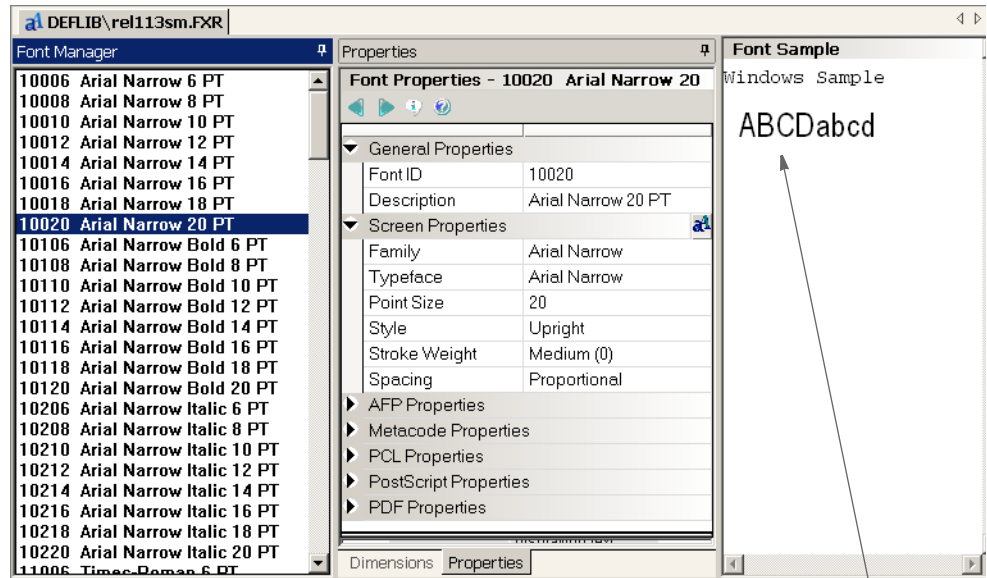 DEFLIB\rel113sm.FXR
Font Manager
10006 Arial Narrow 6 PT
10008 Arial Narrow 8 PT
10010 Arial Narrow 10 PT
10012 Arial Narrow 12 PT
10014 Arial Narrow 14 PT
10016 Arial Narrow 16 PT
10018 Arial Narrow 18 PT
10020 Arial Narrow 20 PT
10106 Arial Narrow Bold 6 PT
10108 Arial Narrow Bold 8 PT
10110 Arial Narrow Bold 10 PT
10112 Arial Narrow Bold 12 PT
10114 Arial Narrow Bold 14 PT
10116 Arial Narrow Bold 16 PT
10118 Arial Narrow Bold 18 PT
10120 Arial Narrow Bold 20 PT
10206 Arial Narrow Italic 6 PT
10208 Arial Narrow Italic 8 PT
10210 Arial Narrow Italic 10 PT
10212 Arial Narrow Italic 12 PT
10214 Arial Narrow Italic 14 PT
10216 Arial Narrow Italic 16 PT
10218 Arial Narrow Italic 18 PT
10220 Arial Narrow Italic 20 PT
11006 Times-Roman 6 PT
Properties
Font Properties - 10020 Arial Narrow 20
General Properties
Font ID 10020
Description Arial Narrow 20 PT
Screen Properties
Family Arial Narrow
Typeface Arial Narrow
Point Size 20
Style Upright
Stroke Weight Medium (0)
Spacing Proportional
AFP Properties
Metacode Properties
PCL Properties
PostScript Properties
PDF Properties
Dimensions Properties
Font Sample
Windows Sample
ABCDabcd